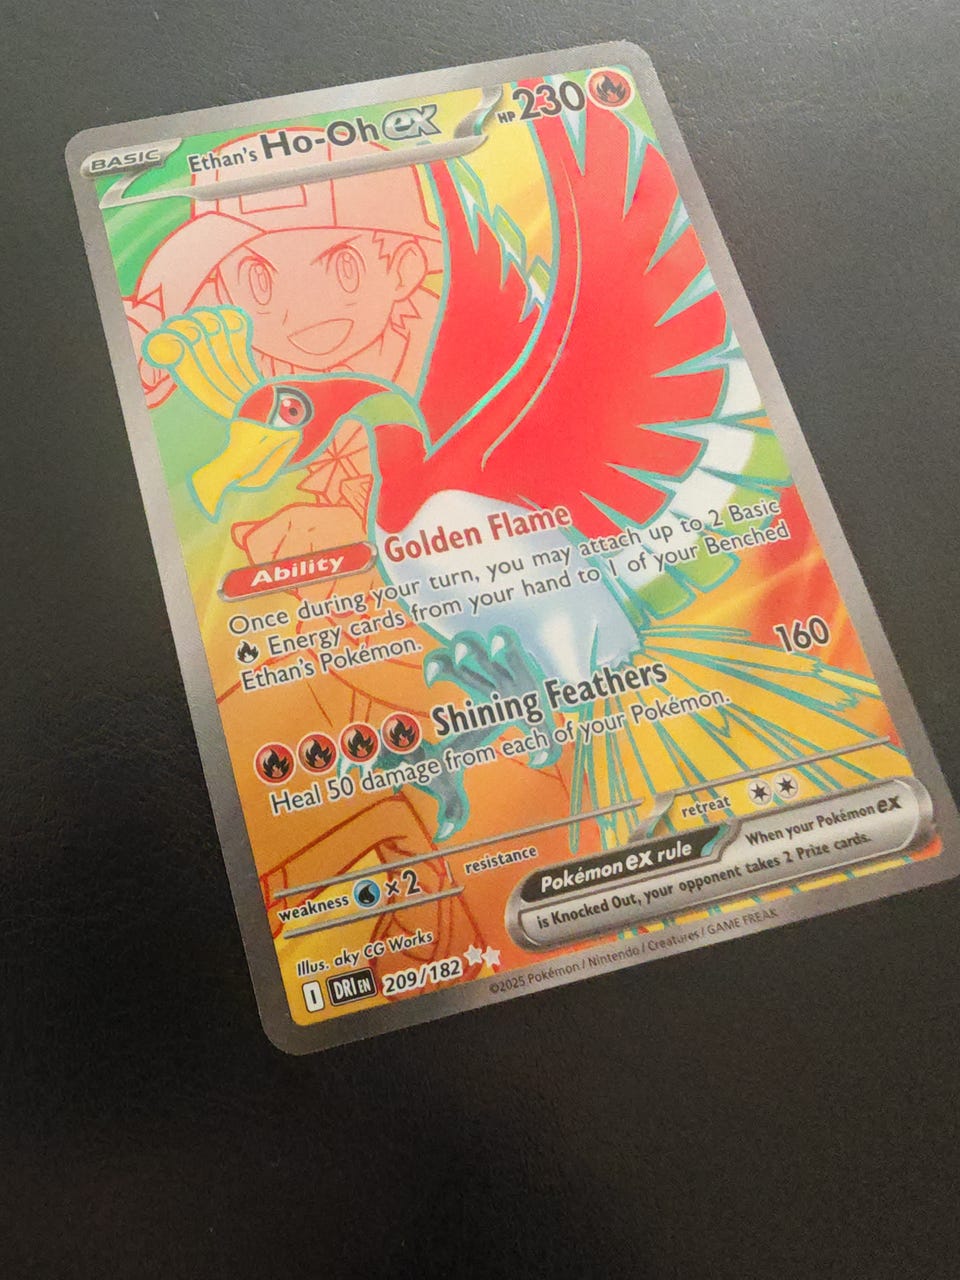 BASIC
Ethan's Ho-Oh ex
HP 230
Ability Golden Flame
Once during your turn, you may attach up to 2 Basic
Energy cards from your hand to 1 of your Benched
Ethan's Pokémon.
Shining Feathers 160
Heal 50 damage from each of your Pokémon.
weakness ×2 resistance retreat
Pokémon ex rule When your Pokémon ex
is Knocked Out, your opponent takes 2 Prize cards.
Illus. aky CG Works
I DRI EN 209/182
©2025 Pokémon / Nintendo / Creatures / GAME FREAK